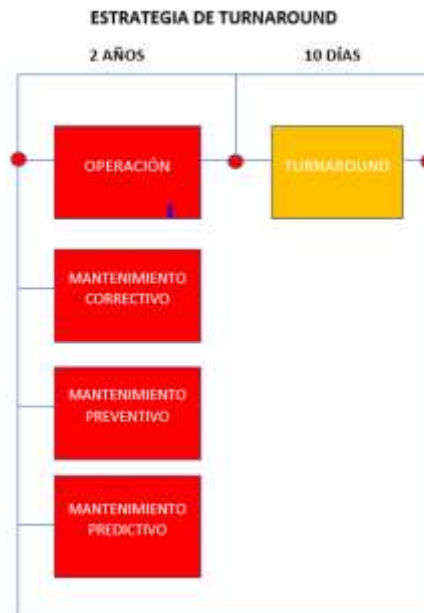 ESTRATEGIA DE TURNAROUND
2 AÑOS
10 DÍAS
OPERACIÓN
TURNAROUND
MANTENIMIENTO
CORRECTIVO
MANTENIMIENTO
PREVENTIVO
MANTENIMIENTO
PREDICTIVO